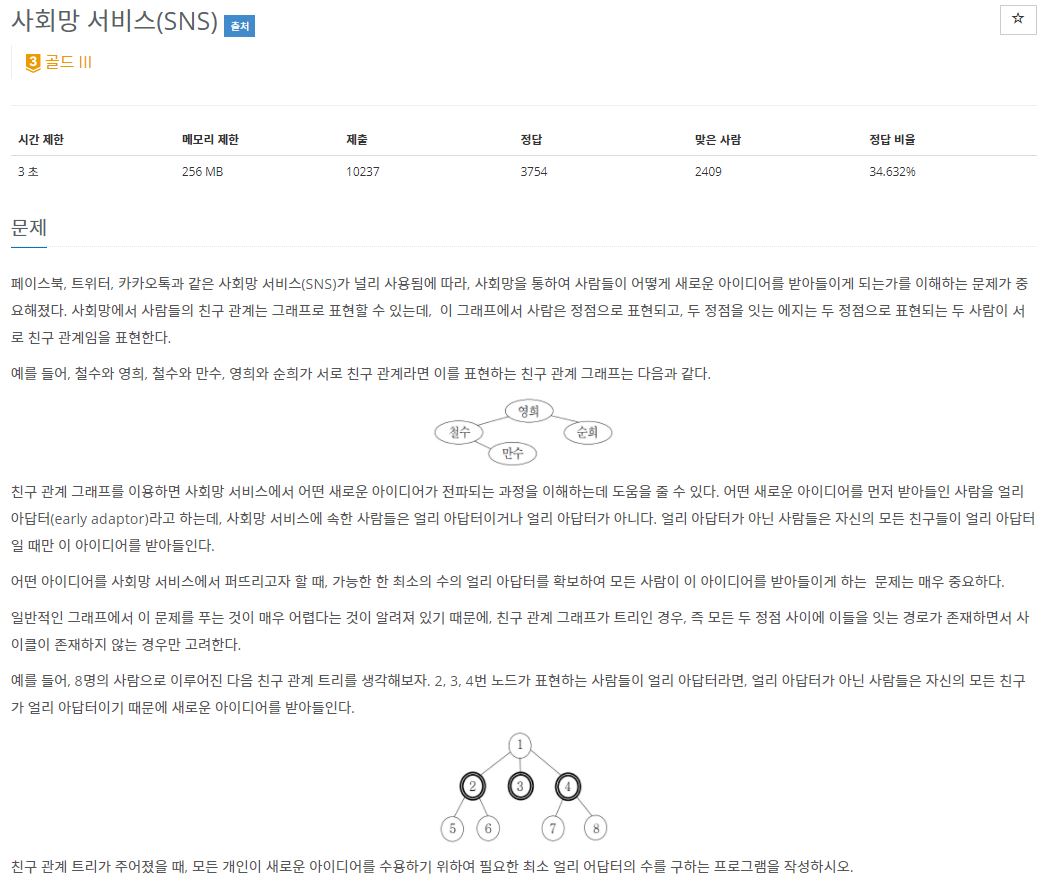 사회망 서비스(SNS) 출처
☆
3 골드 III
시간 제한 메모리 제한 제출 정답 맞은 사람 정답 비율
3 초 256 MB 10237 3754 2409 34.632%
문제
페이스북, 트위터, 카카오톡과 같은 사회망 서비스(SNS)가 널리 사용됨에 따라, 사회망을 통하여 사람들이 어떻게 새로운 아이디어를 받아들이게 되는가를 이해하는 문제가 중
요해졌다. 사회망에서 사람들의 친구 관계는 그래프로 표현할 수 있는데, 이 그래프에서 사람은 정점으로 표현되고, 두 정점을 잇는 에지는 두 정점으로 표현되는 두 사람이 서
로 친구 관계임을 표현한다.
예를 들어, 철수와 영희, 철수와 만수, 영희와 순희가 서로 친구 관계라면 이를 표현하는 친구 관계 그래프는 다음과 같다.
영희
철수 순희
만수
친구 관계 그래프를 이용하면 사회망 서비스에서 어떤 새로운 아이디어가 전파되는 과정을 이해하는데 도움을 줄 수 있다. 어떤 새로운 아이디어를 먼저 받아들인 사람을 얼리
아답터(early adaptor)라고 하는데, 사회망 서비스에 속한 사람들은 얼리 아답터이거나 얼리 아답터가 아니다. 얼리 아답터가 아닌 사람들은 자신의 모든 친구들이 얼리 아답터
일 때만 이 아이디어를 받아들인다.
어떤 아이디어를 사회망 서비스에서 퍼뜨리고자 할 때, 가능한 한 최소의 수의 얼리 아답터를 확보하여 모든 사람이 이 아이디어를 받아들이게 하는 문제는 매우 중요하다.
일반적인 그래프에서 이 문제를 푸는 것이 매우 어렵다는 것이 알려져 있기 때문에, 친구 관계 그래프가 트리인 경우, 즉 모든 두 정점 사이에 이들을 잇는 경로가 존재하면서 사
이클이 존재하지 않는 경우만 고려한다.
예를 들어, 8명의 사람으로 이루어진 다음 친구 관계 트리를 생각해보자. 2, 3, 4번 노드가 표현하는 사람들이 얼리 아답터라면, 얼리 아답터가 아닌 사람들은 자신의 모든 친구
가 얼리 아답터이기 때문에 새로운 아이디어를 받아들인다.
1
2 3 4
5 6 7 8
친구 관계 트리가 주어졌을 때, 모든 개인이 새로운 아이디어를 수용하기 위하여 필요한 최소 얼리 어답터의 수를 구하는 프로그램을 작성하시오.